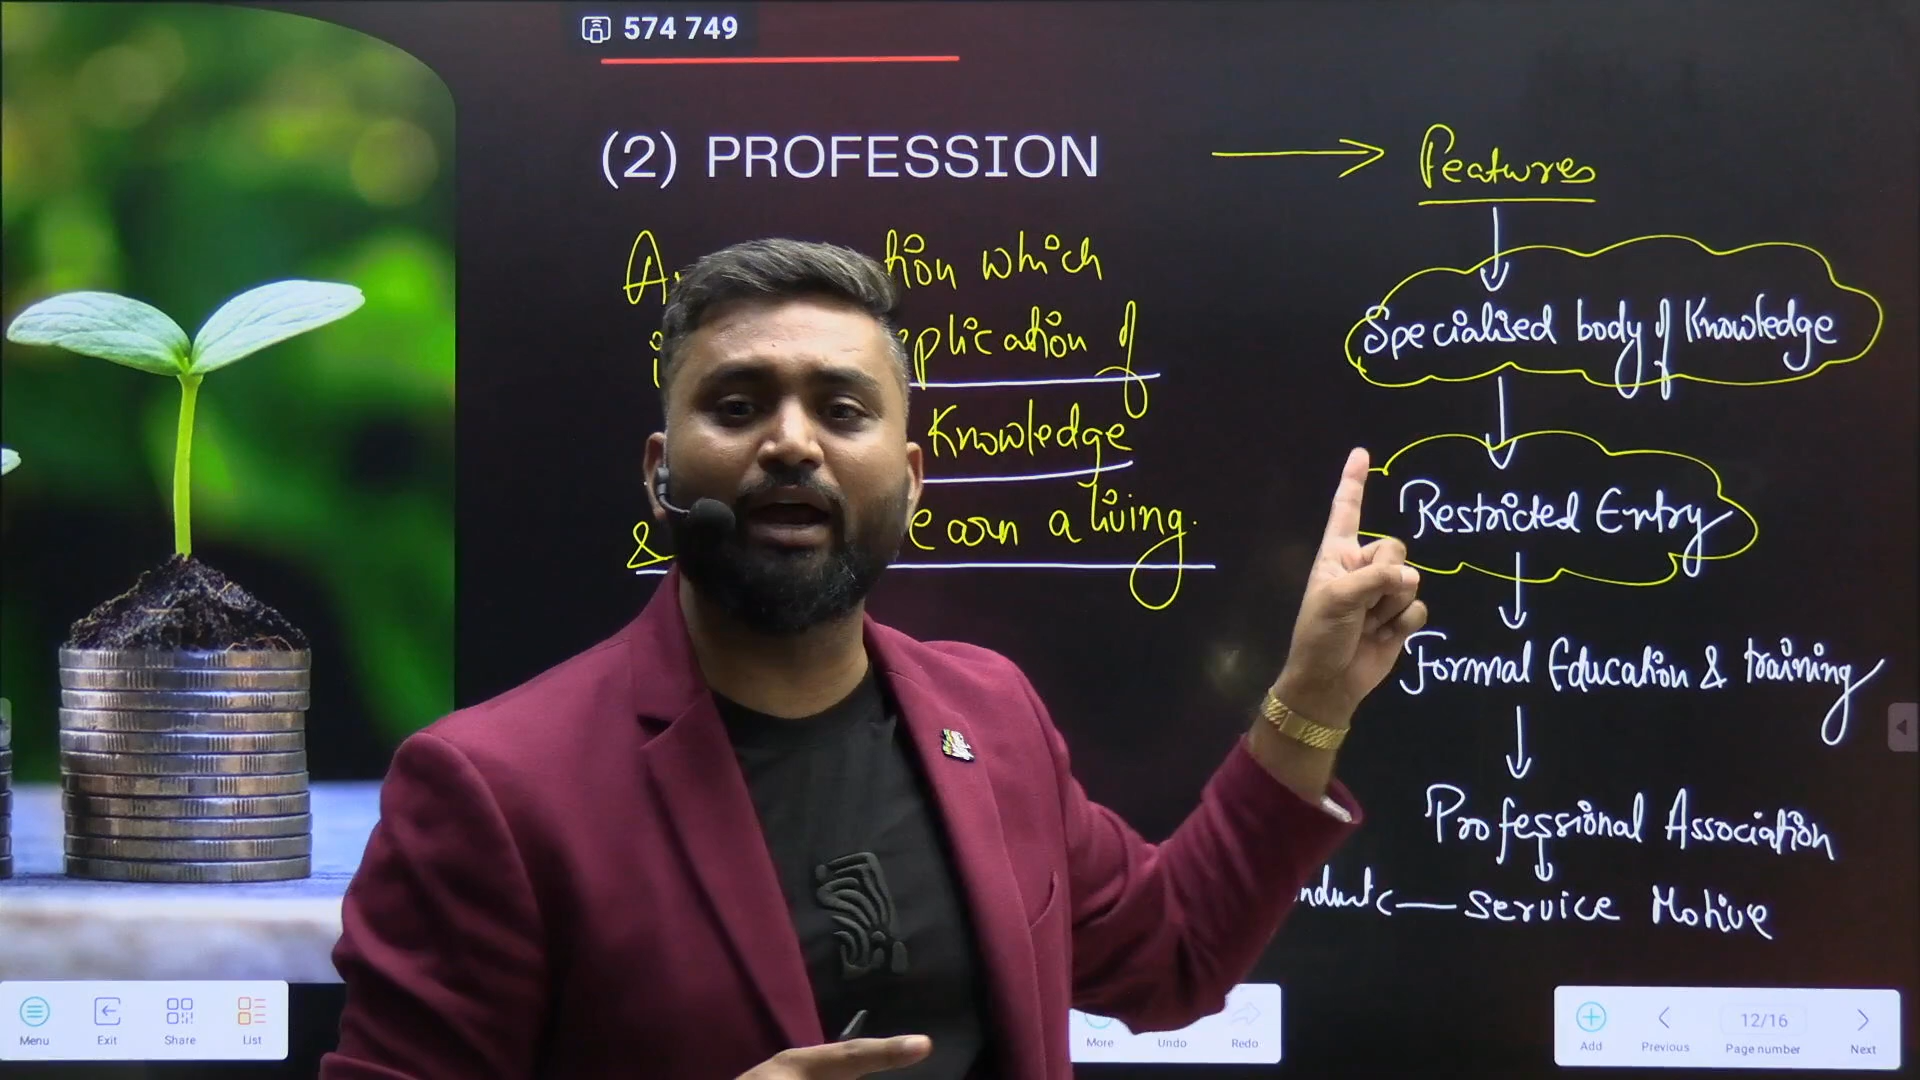 574 749
(2) PROFESSION
Features
tion which
plication of
Knowledge
& earn a living.
Specialised body of Knowledge
Restricted Entry
Formal Education & training
Professional Association
nduct c — Service Motive
Menu Exit Share List
More Undo Redo
Add Previous 12/16 Page number Next